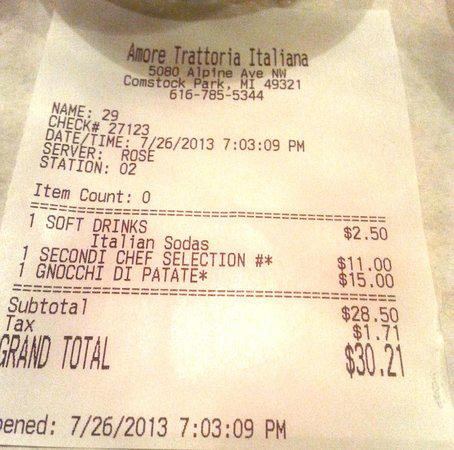 Amore Trattoria Italiana
5080 Alpine Ave NW
Comstock Park, MI 49321
616-785-5344
NAME: 29
CHECK# 27123
DATE/TIME: 7/26/2013 7:03:09 PM
SERVER: ROSE
STATION: 02
Item Count: 0
1 SOFT DRINKS $2.50
Italian Sodas
1 SECONDI CHEF SELECTION #* $11.00
1 GNOCCHI DI PATATE* $15.00
Subtotal $28.50
Tax $1.71
GRAND TOTAL $30.21
pened: 7/26/2013 7:03:09 PM